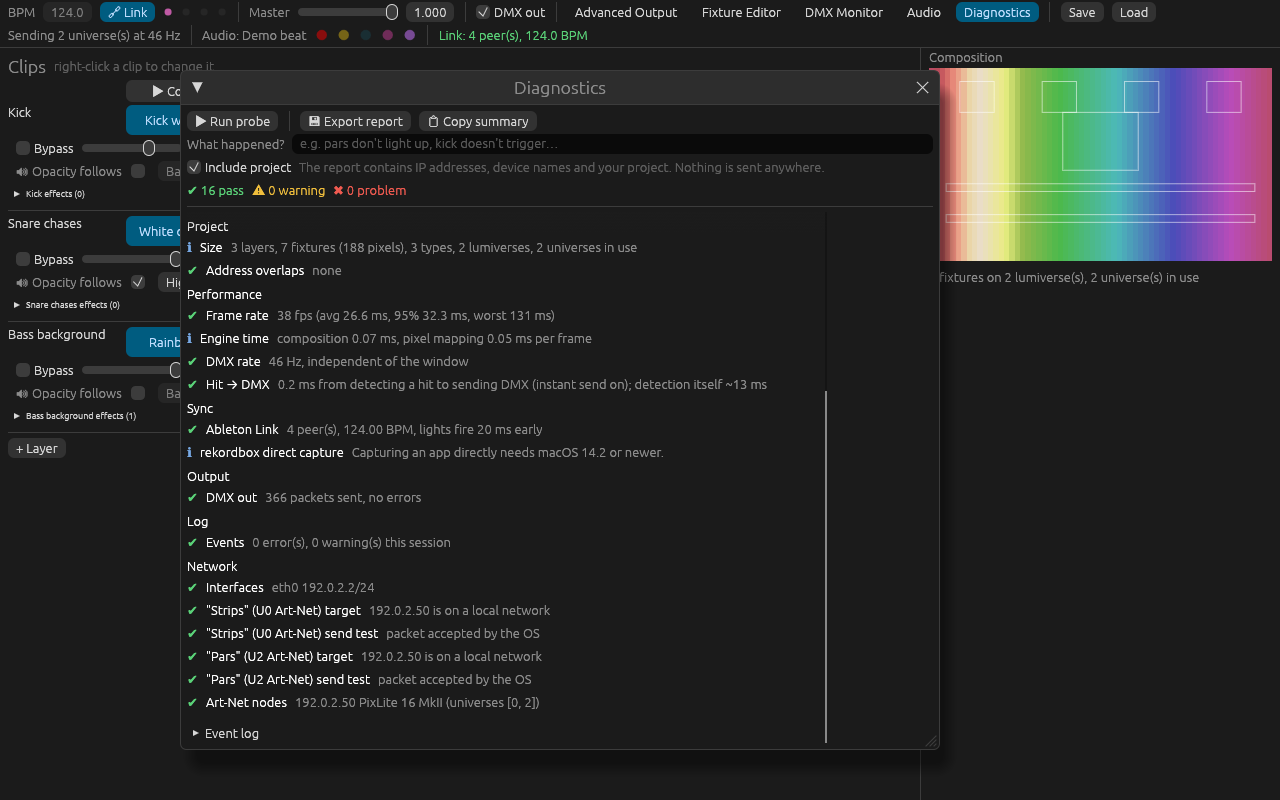 BPM 124.0 Link Master 1.000 DMX out Advanced Output Fixture Editor DMX Monitor Audio Diagnostics Save Load
Sending 2 universe(s) at 46 Hz Audio: Demo beat Link: 4 peer(s), 124.0 BPM
Clips right-click a clip to change it
Composition
Diagnostics
Run probe Export report Copy summary
What happened? e.g. pars don't light up, kick doesn't trigger...
Include project The report contains IP addresses, device names and your project. Nothing is sent anywhere.
16 pass 0 warning 0 problem
Kick
Kick w
Bypass
Opacity follows Ba
Kick effects (0)
Snare chases
White c
Bypass
Opacity follows Hig
Snare chases effects (0)
Bass background
Rainb
Bypass
Opacity follows Ba
Bass background effects (1)
+ Layer
Project
Size 3 layers, 7 fixtures (188 pixels), 3 types, 2 lumiverses, 2 universes in use
Address overlaps none
Performance
Frame rate 38 fps (avg 26.6 ms, 95% 32.3 ms, worst 131 ms)
Engine time composition 0.07 ms, pixel mapping 0.05 ms per frame
DMX rate 46 Hz, independent of the window
Hit → DMX 0.2 ms from detecting a hit to sending DMX (instant send on); detection itself ~13 ms
Sync
Ableton Link 4 peer(s), 124.00 BPM, lights fire 20 ms early
rekordbox direct capture Capturing an app directly needs macOS 14.2 or newer.
Output
DMX out 366 packets sent, no errors
Log
Events 0 error(s), 0 warning(s) this session
Network
Interfaces eth0 192.0.2.2/24
"Strips" (U0 Art-Net) target 192.0.2.50 is on a local network
"Strips" (U0 Art-Net) send test packet accepted by the OS
"Pars" (U2 Art-Net) target 192.0.2.50 is on a local network
"Pars" (U2 Art-Net) send test packet accepted by the OS
Art-Net nodes 192.0.2.50 PixLite 16 MkII (universes [0, 2])
Event log
fixtures on 2 lumiverse(s), 2 universe(s) in use